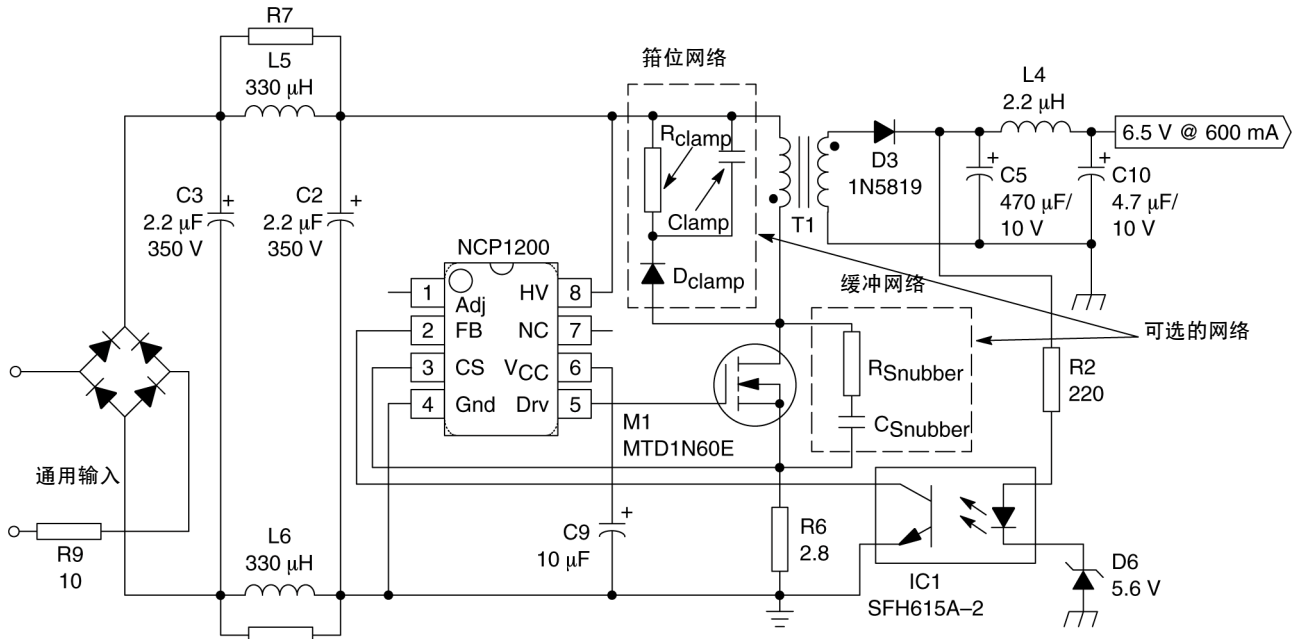 R7
L5
330 μH
C3
2.2 μF
350 V
C2
2.2 μF
350 V
箝位网络
Rclamp
Clamp
Dclamp
T1
D3
1N5819
L4
2.2 μH
6.5 V @ 600 mA
C5
470 μF/
10 V
C10
4.7 μF/
10 V
NCP1200
1 Adj HV 8
2 FB NC 7
3 CS VCC 6
4 Gnd Drv 5
缓冲网络
可选的网络
RSnubber
CSnubber
R2
220
M1
MTD1N60E
通用输入
R9
10
L6
330 μH
C9
10 μF
R6
2.8
IC1
SFH615A–2
D6
5.6 V